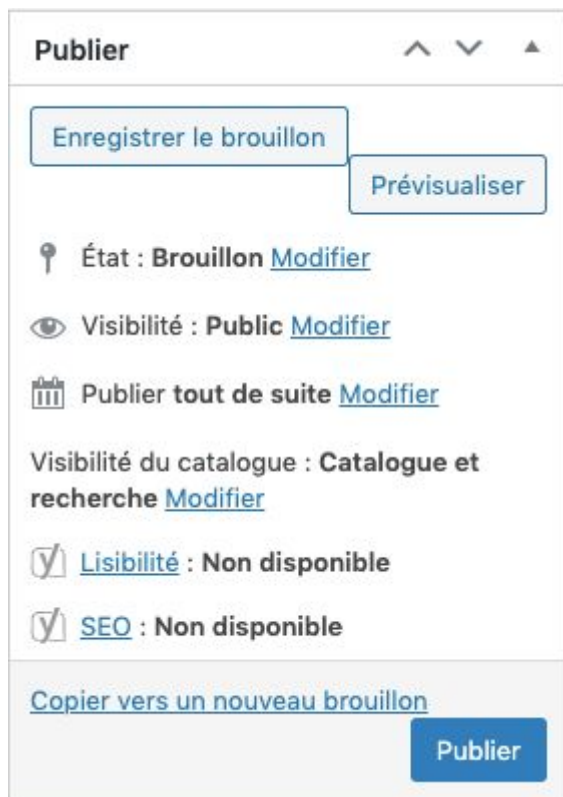 Publier
Enregistrer le brouillon
Prévisualiser
État : Brouillon Modifier
Visibilité : Public Modifier
Publier tout de suite Modifier
Visibilité du catalogue : Catalogue et
recherche Modifier
Lisibilité : Non disponible
SEO : Non disponible
Copier vers un nouveau brouillon
Publier